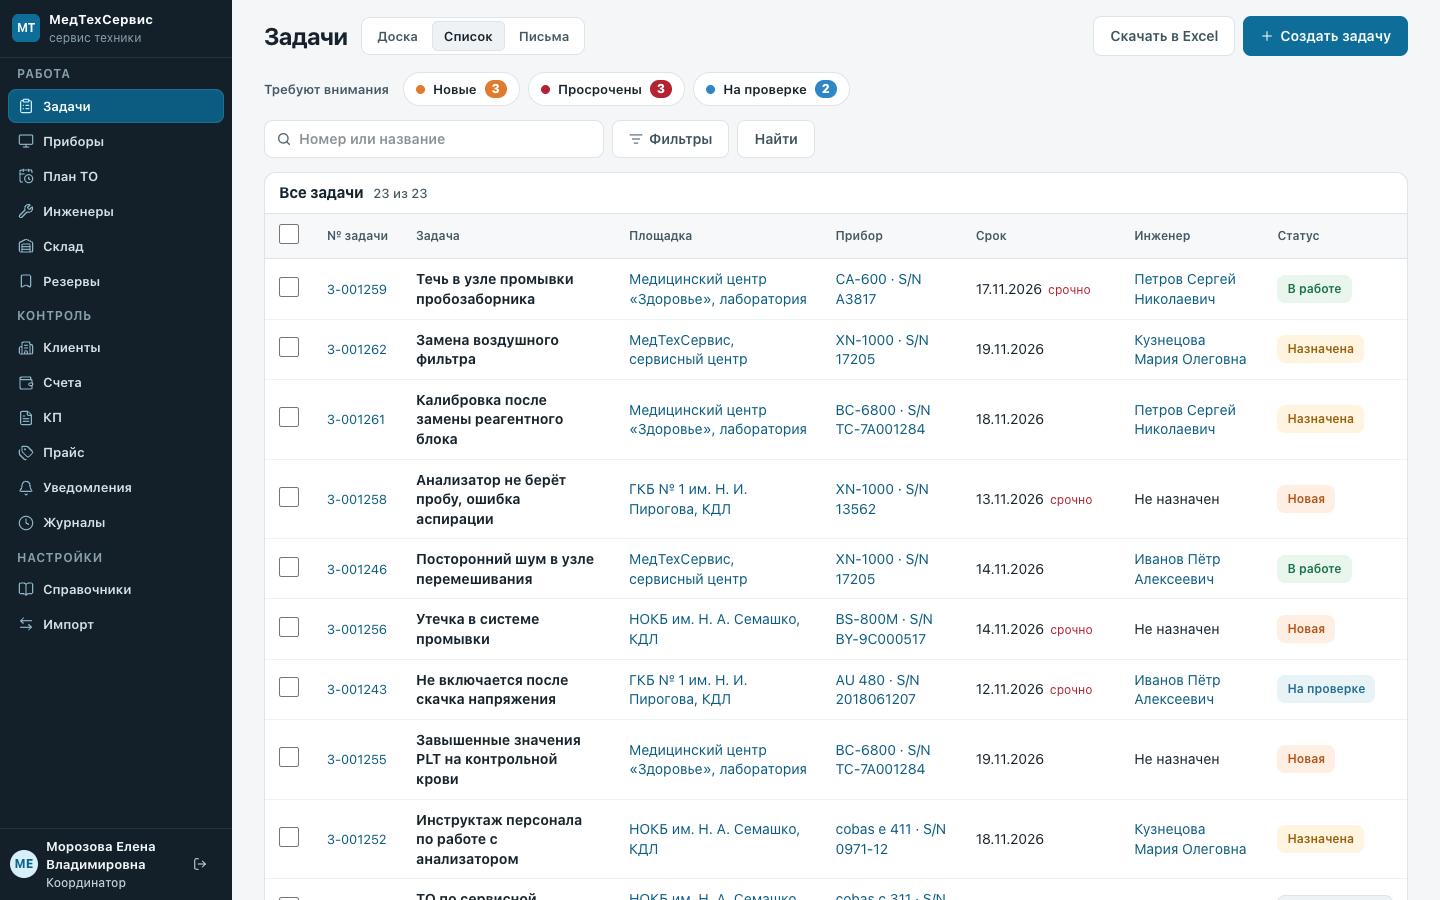 МТ
МедТехСервис
сервис техники
РАБОТА
Задачи
Приборы
План ТО
Инженеры
Склад
Резервы
КОНТРОЛЬ
Клиенты
Счета
КП
Прайс
Уведомления
Журналы
НАСТРОЙКИ
Справочники
Импорт
МЕ
Морозова Елена
Владимировна
Координатор
Задачи
Доска
Список
Письма
Скачать в Excel
+ Создать задачу
Требуют внимания
Новые 3
Просрочены 3
На проверке 2
Номер или название
Фильтры
Найти
Все задачи 23 из 23
№ задачи Задача Площадка Прибор Срок Инженер Статус
З-001259
Течь в узле промывки
пробозаборника
Медицинский центр
«Здоровье», лаборатория
CA-600 · S/N
A3817
17.11.2026 срочно
Петров Сергей
Николаевич
В работе
З-001262
Замена воздушного
фильтра
МедТехСервис,
сервисный центр
XN-1000 · S/N
17205
19.11.2026
Кузнецова
Мария Олеговна
Назначена
З-001261
Калибровка после
замены реагентного
блока
Медицинский центр
«Здоровье», лаборатория
BC-6800 · S/N
TC-7A001284
18.11.2026
Петров Сергей
Николаевич
Назначена
З-001258
Анализатор не берёт
пробу, ошибка
аспирации
ГКБ № 1 им. Н. И.
Пирогова, КДЛ
XN-1000 · S/N
13562
13.11.2026 срочно
Не назначен
Новая
З-001246
Посторонний шум в узле
перемешивания
МедТехСервис,
сервисный центр
XN-1000 · S/N
17205
14.11.2026
Иванов Пётр
Алексеевич
В работе
З-001256
Утечка в системе
промывки
НОКБ им. Н. А. Семашко,
КДЛ
BS-800M · S/N
BY-9C000517
14.11.2026 срочно
Не назначен
Новая
З-001243
Не включается после
скачка напряжения
ГКБ № 1 им. Н. И.
Пирогова, КДЛ
AU 480 · S/N
2018061207
12.11.2026 срочно
Иванов Пётр
Алексеевич
На проверке
З-001255
Завышенные значения
PLT на контрольной
крови
Медицинский центр
«Здоровье», лаборатория
BC-6800 · S/N
TC-7A001284
19.11.2026
Не назначен
Новая
З-001252
Инструктаж персонала
по работе с
анализатором
НОКБ им. Н. А. Семашко,
КДЛ
cobas e 411 · S/N
0971-12
18.11.2026
Кузнецова
Мария Олеговна
Назначена
ТО по сервисной
НОКБ им. Н. А. Семашко,
cobas c 311 · S/N